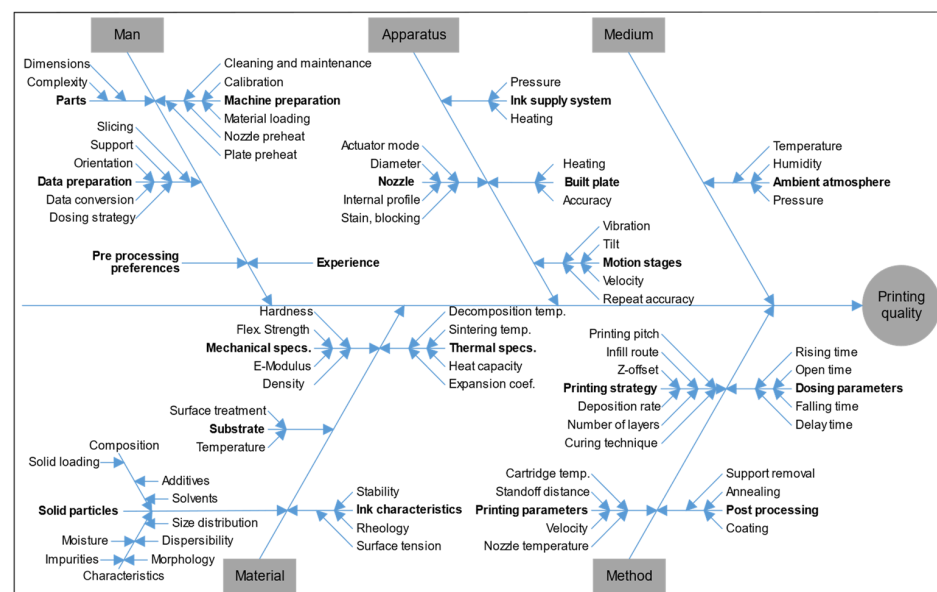 Man
Apparatus
Medium
Dimensions
Complexity
Parts
Cleaning and maintenance
Calibration
Machine preparation
Material loading
Nozzle preheat
Plate preheat
Slicing
Support
Orientation
Data preparation
Data conversion
Dosing strategy
Pre processing
preferences
Experience
Pressure
Ink supply system
Heating
Actuator mode
Diameter
Nozzle
Internal profile
Stain, blocking
Heating
Built plate
Accuracy
Vibration
Tilt
Motion stages
Velocity
Repeat accuracy
Temperature
Humidity
Ambient atmosphere
Pressure
Printing
quality
Hardness
Flex. Strength
Mechanical specs.
E-Modulus
Density
Decomposition temp.
Sintering temp.
Thermal specs.
Heat capacity
Expansion coef.
Surface treatment
Substrate
Temperature
Composition
Solid loading
Additives
Solvents
Solid particles
Size distribution
Moisture
Dispersibility
Impurities
Morphology
Characteristics
Stability
Ink characteristics
Rheology
Surface tension
Material
Printing pitch
Infill route
Z-offset
Printing strategy
Deposition rate
Number of layers
Curing technique
Rising time
Open time
Dosing parameters
Falling time
Delay time
Cartridge temp.
Standoff distance
Printing parameters
Velocity
Nozzle temperature
Support removal
Annealing
Post processing
Coating
Method